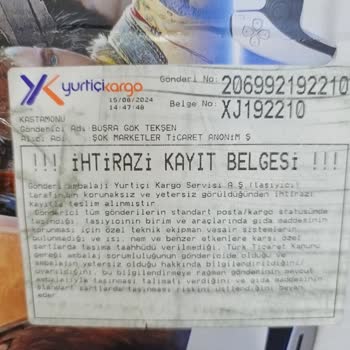 yurtiçikargo
15/08/2024
14:47:48
Gönderi No: 206992192210
Belge No: XJ192210
KASTAMONU
Gönderici Adı: BUŞRA GÖK TEKŞEN
Alıcı Adı: ŞOK MARKETLER TİCARET ANONİM Ş
!!! İHTİRAZİ KAYIT BELGESİ !!!
Gönderi ambalajı Yurtiçi Kargo Servisi A.Ş (taşıyıcı)
tarafından korunaksız ve yetersiz görüldüğünden ihtirazi
kayıtla teslim alınmıştır
Gönderici tüm gönderilerin standart posta/kargo statüsünde
taşındığı, taşıyıcının birim ve araçlarında gıda maddesinin
korunması için özel teknik ekipman vasair sistemlerin
bulunmadığı ve ısı, nem ve benzer etkenlere karşı özel
şartlarda taşıma taahhüdü verilmediği, Türk Ticaret Kanunu
gereği ambalaj sorumluluğunun göndericide olduğu ve
ambalajın yetersiz olduğu hakkında bilgilendirildiğini
uyarıldığını, bu bilgilendirmeye rağmen gönderinin mevcut
ambalajıyla taşınması talimatı verdiğini ve gıda maddesinin
standart şartlarda taşınması riskini üstlendiğini beyan
eder